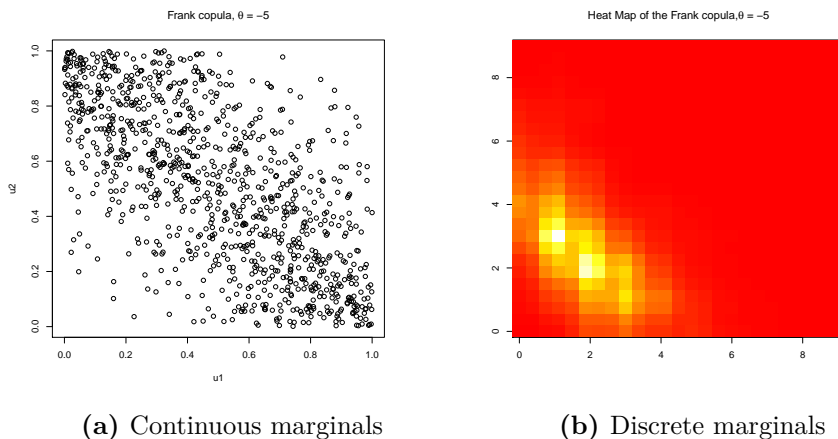 Frank copula, θ = −5
1.0
0.8
0.6
0.4
0.2
0.0
u2
0.0 0.2 0.4 0.6 0.8 1.0
u1
(a) Continuous marginals
Heat Map of the Frank copula,θ = −5
8
6
4
2
0
0 2 4 6 8
(b) Discrete marginals